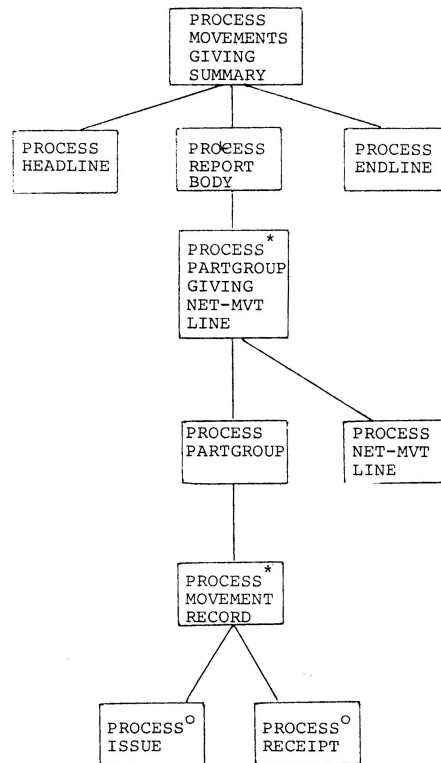 PROCESS
MOVEMENTS
GIVING
SUMMARY
PROCESS
HEADLINE
PROCESS
REPORT
BODY
PROCESS
ENDLINE
PROCESS*
PARTGROUP
GIVING
NET-MVT
LINE
PROCESS
PARTGROUP
PROCESS
NET-MVT
LINE
PROCESS*
MOVEMENT
RECORD
PROCESS O
ISSUE
PROCESS O
RECEIPT